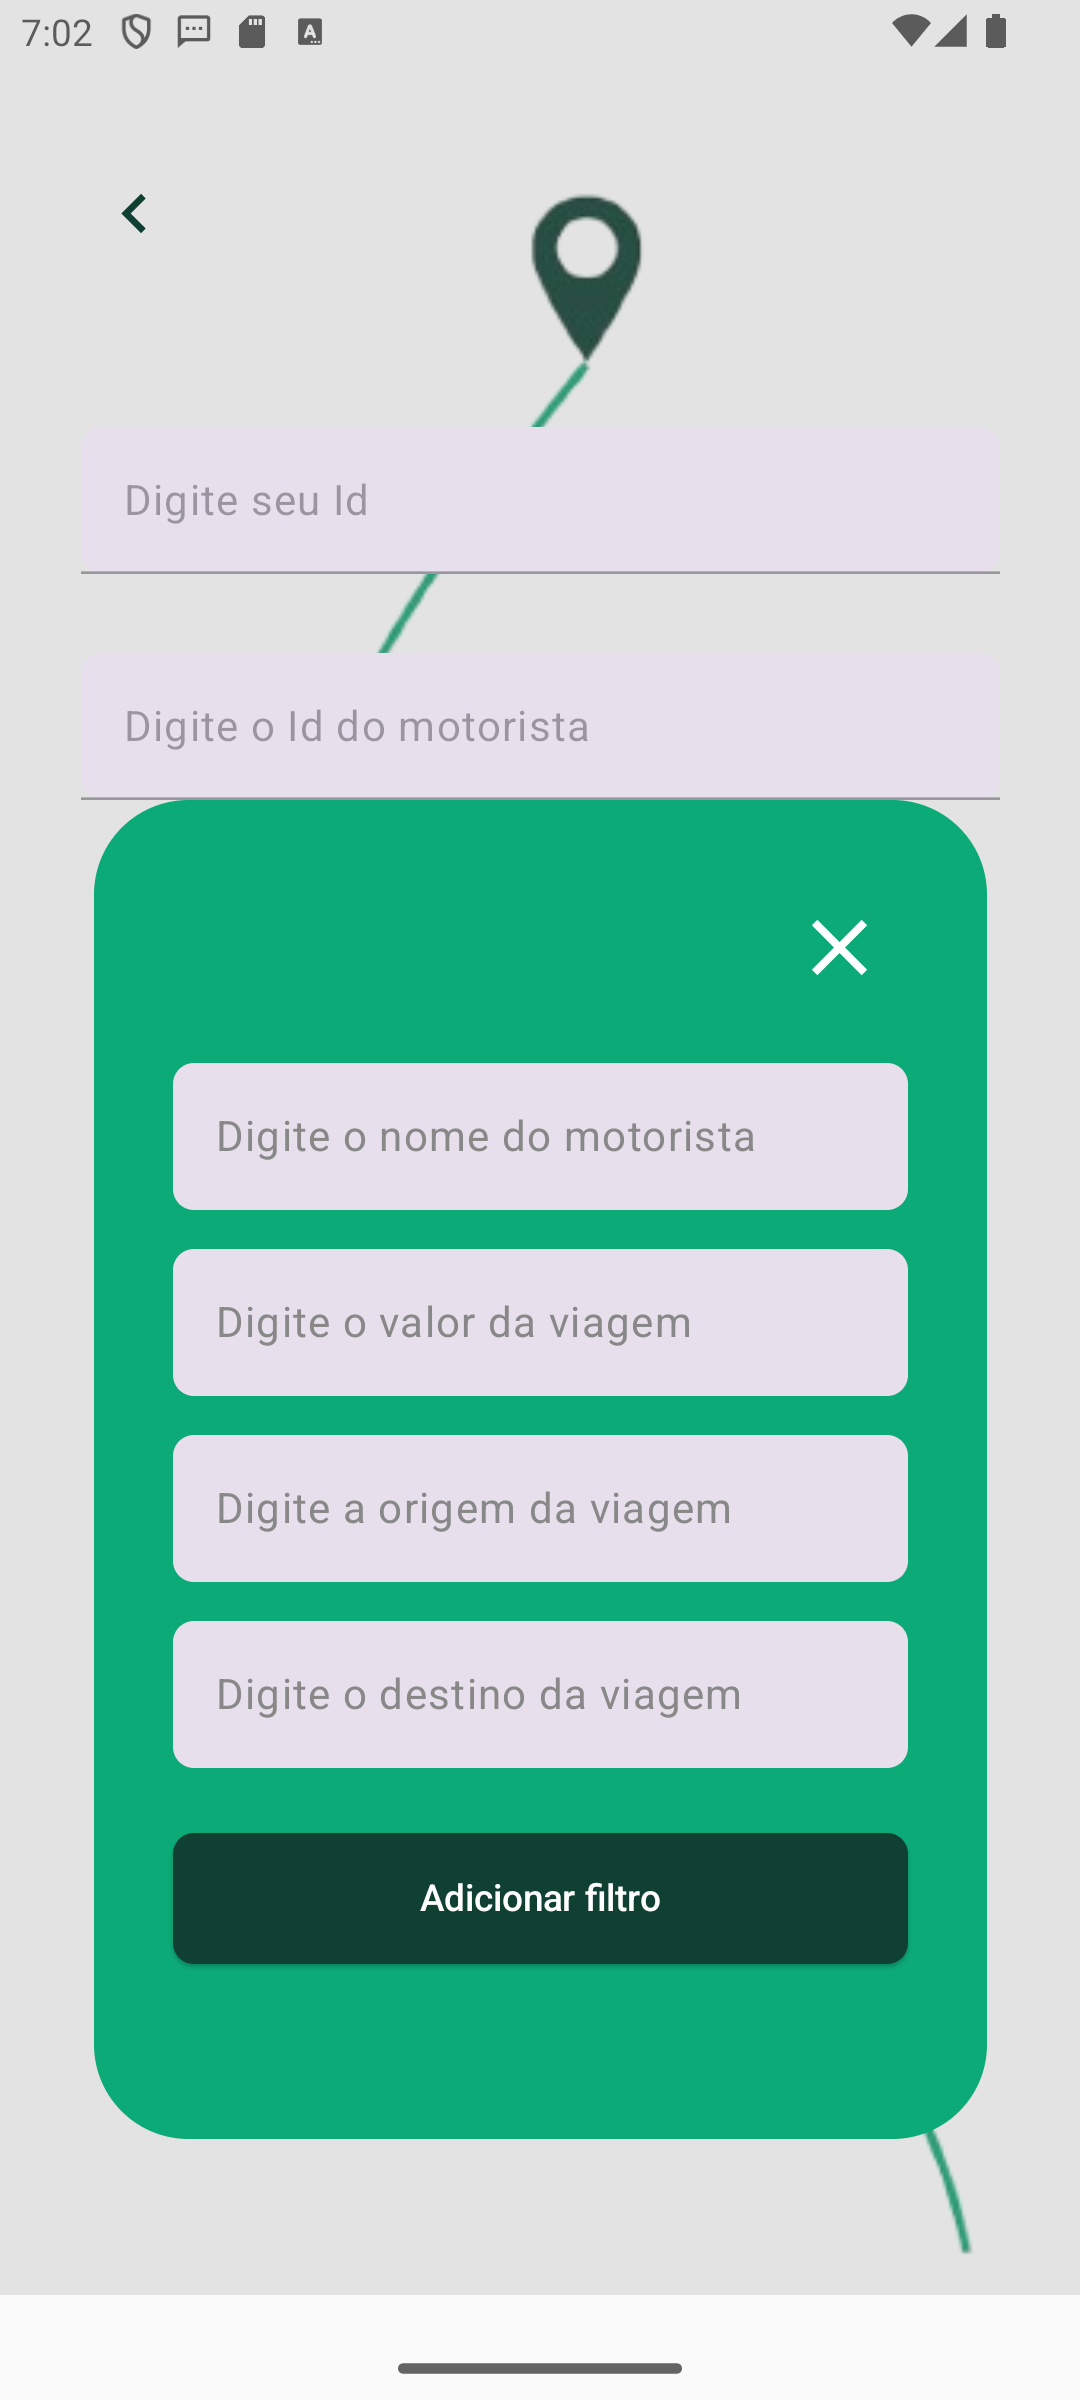 7:02
Digite seu Id
Digite o Id do motorista
Digite o nome do motorista
Digite o valor da viagem
Digite a origem da viagem
Digite o destino da viagem
Adicionar filtro